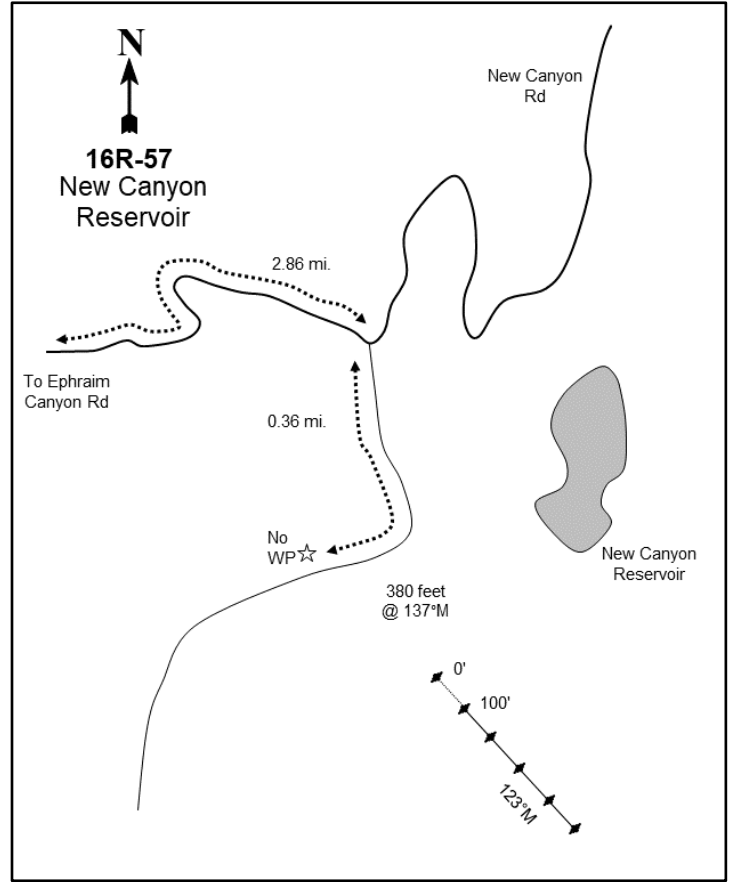 N
16R-57
New Canyon
Reservoir
New Canyon
Rd
2.86 mi.
To Ephraim
Canyon Rd
0.36 mi.
No
WP
New Canyon
Reservoir
380 feet
@ 137°M
0'
100'
123°M